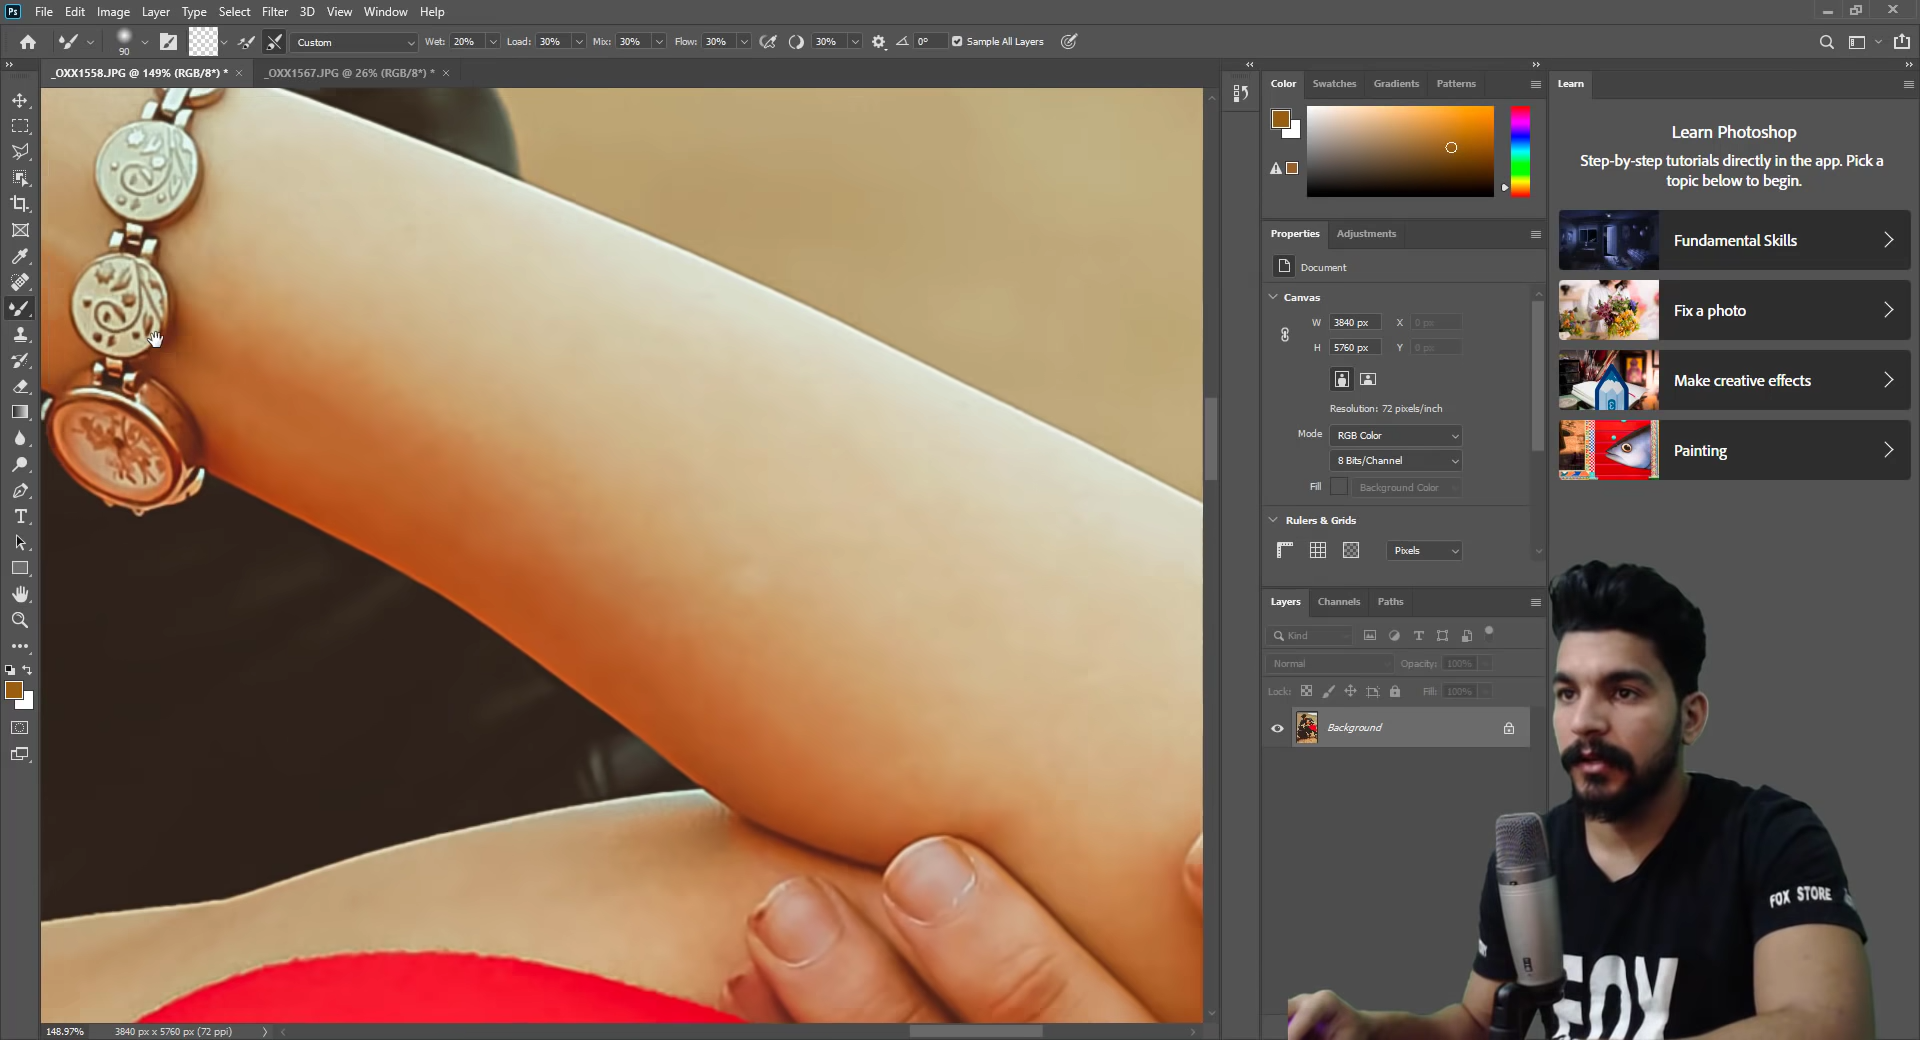 Ps File Edit Image Layer Type Select Filter 3D View Window Help
90 Custom Wet: 20% Load: 30% Mix: 30% Flow: 30% 30% 0° Sample All Layers
_OXX1558.JPG @ 149% (RGB/8*) * × _OXX1567.JPG @ 26% (RGB/8*) * ×
Color Swatches Gradients Patterns
Learn
Learn Photoshop
Step-by-step tutorials directly in the app. Pick a
topic below to begin.
Fundamental Skills
Fix a photo
Make creative effects
Painting
Properties Adjustments
Document
Canvas
W 3840 px X 0 px
H 5760 px Y 0 px
Resolution: 72 pixels/inch
Mode RGB Color
8 Bits/Channel
Fill Background Color
Rulers & Grids
Pixels
Layers Channels Paths
Kind
Normal Opacity: 100%
Lock: Fill: 100%
Background
FOX STORE
FOX
148.97% 3840 px x 5760 px (72 ppi)